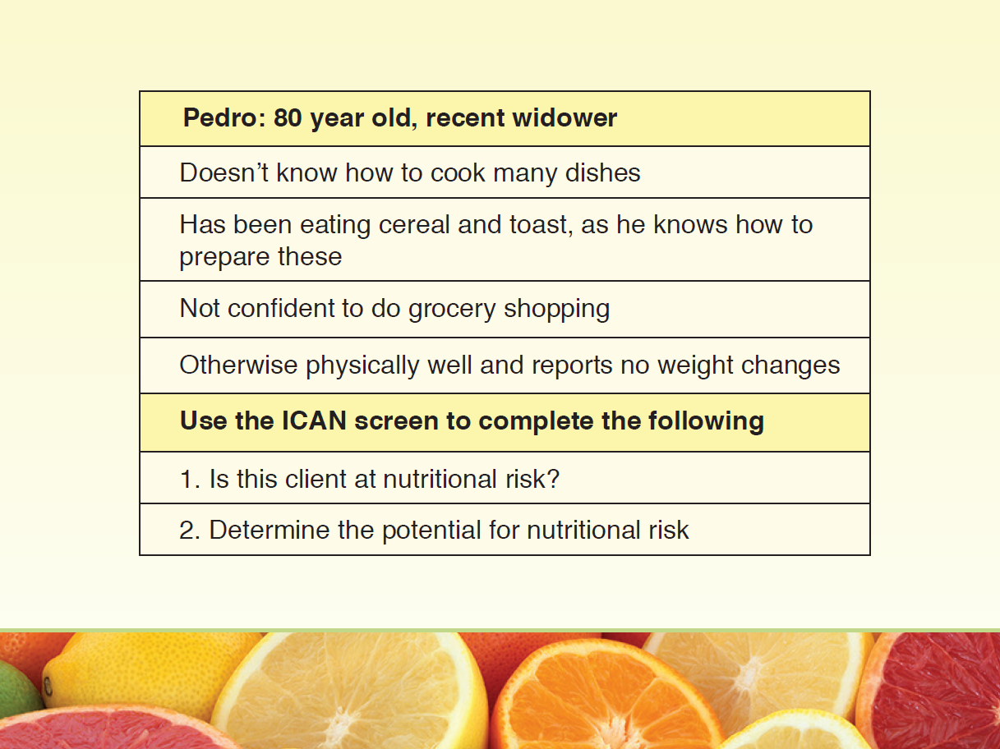 Pedro: 80 year old, recent widower
Doesn’t know how to cook many dishes
Has been eating cereal and toast, as he knows how to
prepare these
Not confident to do grocery shopping
Otherwise physically well and reports no weight changes
Use the ICAN screen to complete the following
1. Is this client at nutritional risk?
2. Determine the potential for nutritional risk